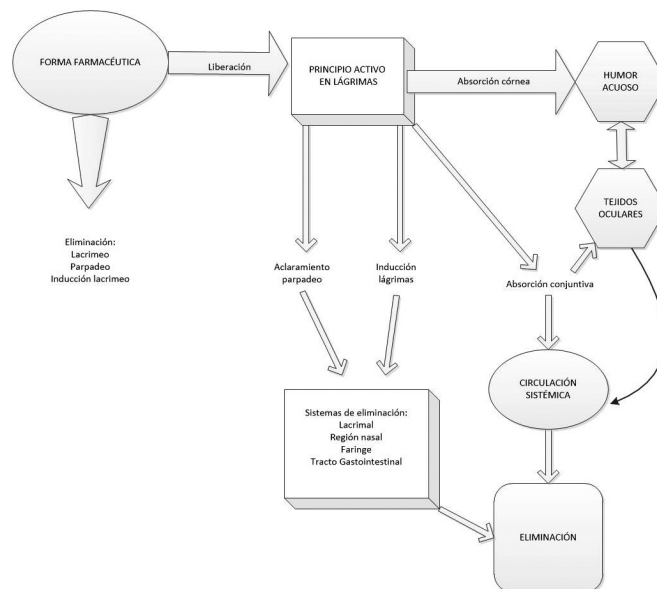 FORMA FARMACÉUTICA
Liberación
PRINCIPIO ACTIVO
EN LÁGRIMAS
Absorción córnea
HUMOR
ACUOSO
TEJIDOS
OCULARES
Eliminación:
Lacrimeo
Parpadeo
Inducción lacrimeo
Aclaramiento
parpadeo
Inducción
lágrimas
Absorción conjuntiva
CIRCULACIÓN
SISTÉMICA
Sistemas de eliminación:
Lacrimal
Región nasal
Faringe
Tracto Gastointestinal
ELIMINACIÓN